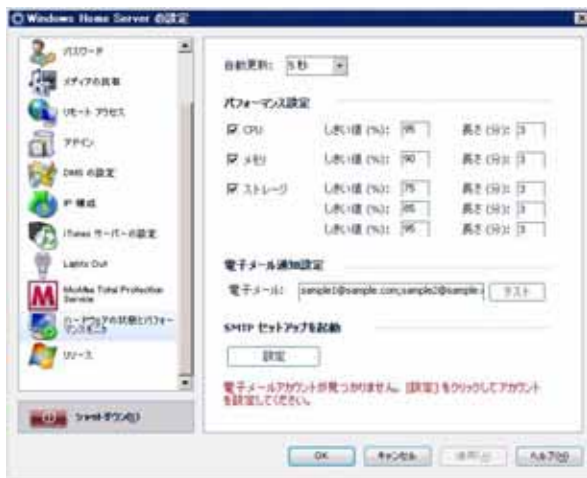 Windows Home Server の設定
パスワード
メディアの共有
リモート アクセス
アドイン
DMS の設定
IP 構成
iTunes サーバーの設定
Lights Out
McAfee Total Protection
Service
ハードウェアの状態とパフォー
マンスモニタ
リソース
シャットダウン(D)
自動更新: 5 秒
パフォーマンス設定
CPU しきい値 (%): 95 長さ (分): 3
メモリ しきい値 (%): 90 長さ (分): 3
ストレージ しきい値 (%): 75 長さ (分): 3
しきい値 (%): 85 長さ (分): 3
しきい値 (%): 95 長さ (分): 3
電子メール通知設定
電子メール: sample1@sample.com;sample2@sample. テスト
SMTP セットアップを起動
設定
電子メールアカウントが見つかりません。[設定] をクリックしてアカウント
を設定してください。
OK キャンセル 適用(A) ヘルプ(H)